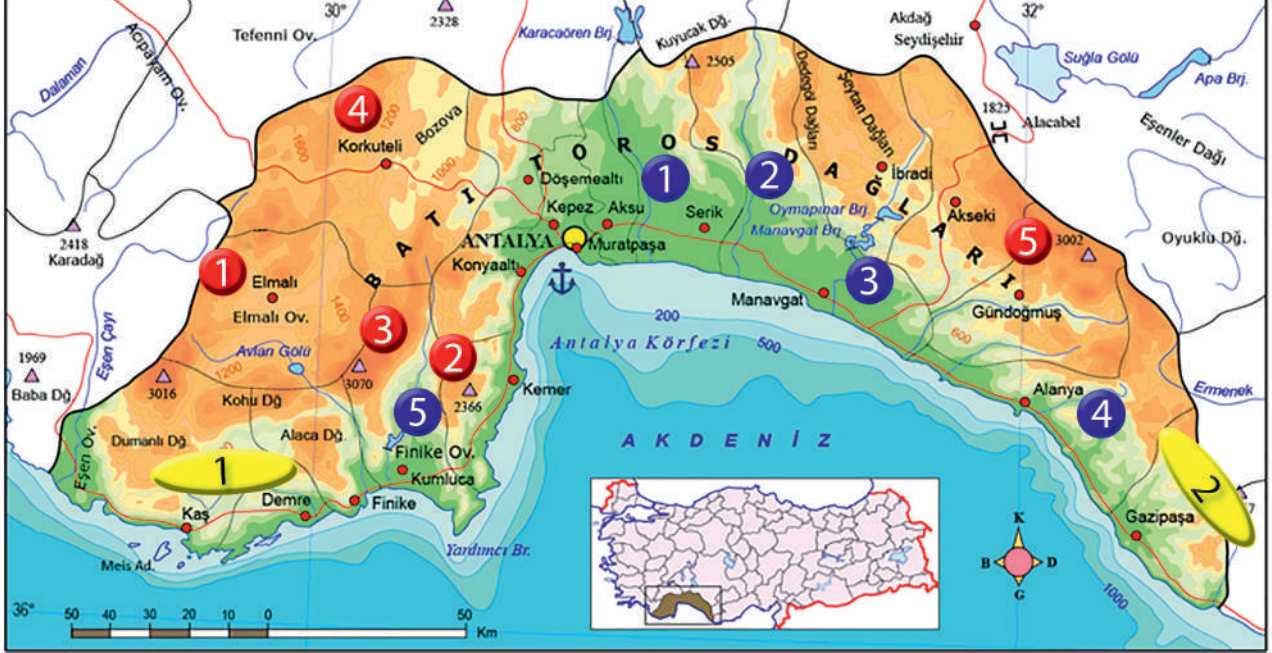 30°
2328
Karacaören Brj.
Kuyucak Dğ.
Akdağ
32°
Tefenni Ov.
Seydişehir
Suğla Gölü
Apa Brj.
Acıpayam Ov.
Dalaman
2505
Dedegöl Dağları
Şeytan Dağları
4
1200
Bozova
800
1825
Alacabel
Korkuteli
1600
1000
Eşenler Dağı
BATI TOROS DAĞLARI
Döşemealtı
1
2
İbradi
Kepez
Aksu
Serik
Oymapınar Brj.
Akseki
2418
Karadağ
ANTALYA
Muratpaşa
Manavgat Brj.
5
3002
Oyuklu Dğ.
Konyaaltı
1
Elmalı
Elmalı Ov.
1400
3
Manavgat
Gündoğmuş
Eşen Çayı
200
600
3
2
Antalya Körfezi
500
Avlan Gölü
1200
1969
Baba Dğ.
3016
3070
Kohu Dğ
Kemer
2366
5
Alanya
4
Ermenek
AKDENİZ
Dumanlı Dğ.
Alaca Dğ.
Eşen Ov.
Finike Ov.
1
Kumluca
2
Demre
Finike
Kaş
Gazipaşa
Yardımcı Br.
Meis Ad.
K
B
D
G
1000
36°
50
40
30
20
10
0
50
Km